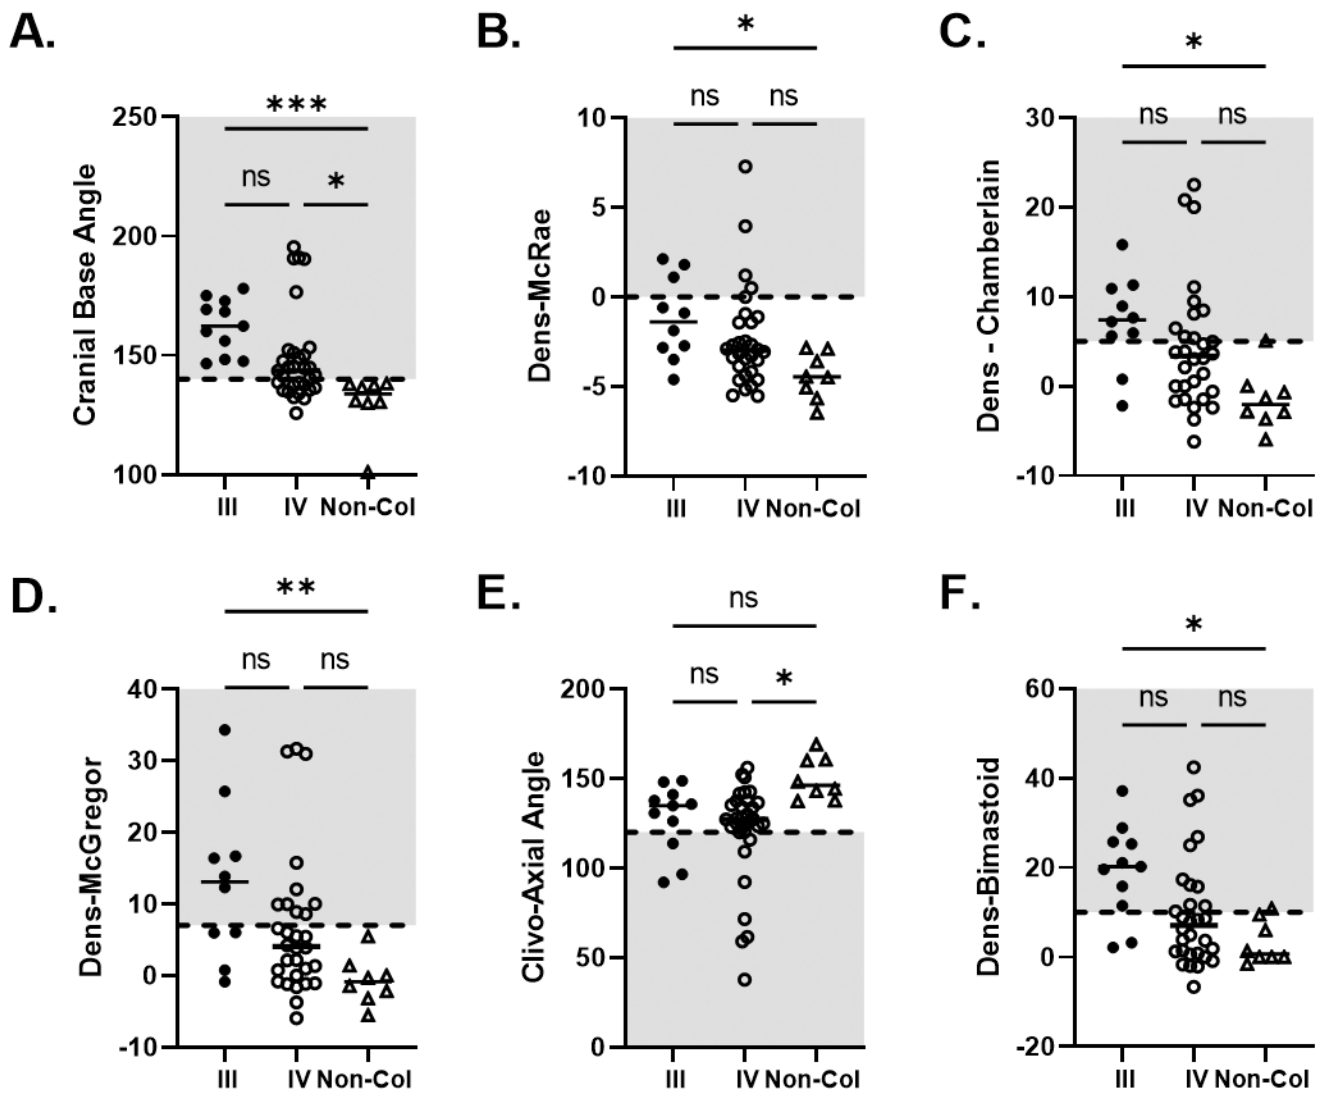 A.
***
ns
*
250
200
150
100
Cranial Base Angle
III
IV
Non-Col
B.
*
ns
ns
10
5
0
-5
-10
Dens-McRae
III
IV
Non-Col
C.
*
ns
ns
30
20
10
0
-10
Dens - Chamberlain
III
IV
Non-Col
D.
**
ns
ns
40
30
20
10
0
-10
Dens-McGregor
III
IV
Non-Col
E.
ns
ns
*
200
150
100
50
0
Clivo-Axial Angle
III
IV
Non-Col
F.
*
ns
ns
60
40
20
0
-20
Dens-Bimastoid
III
IV
Non-Col